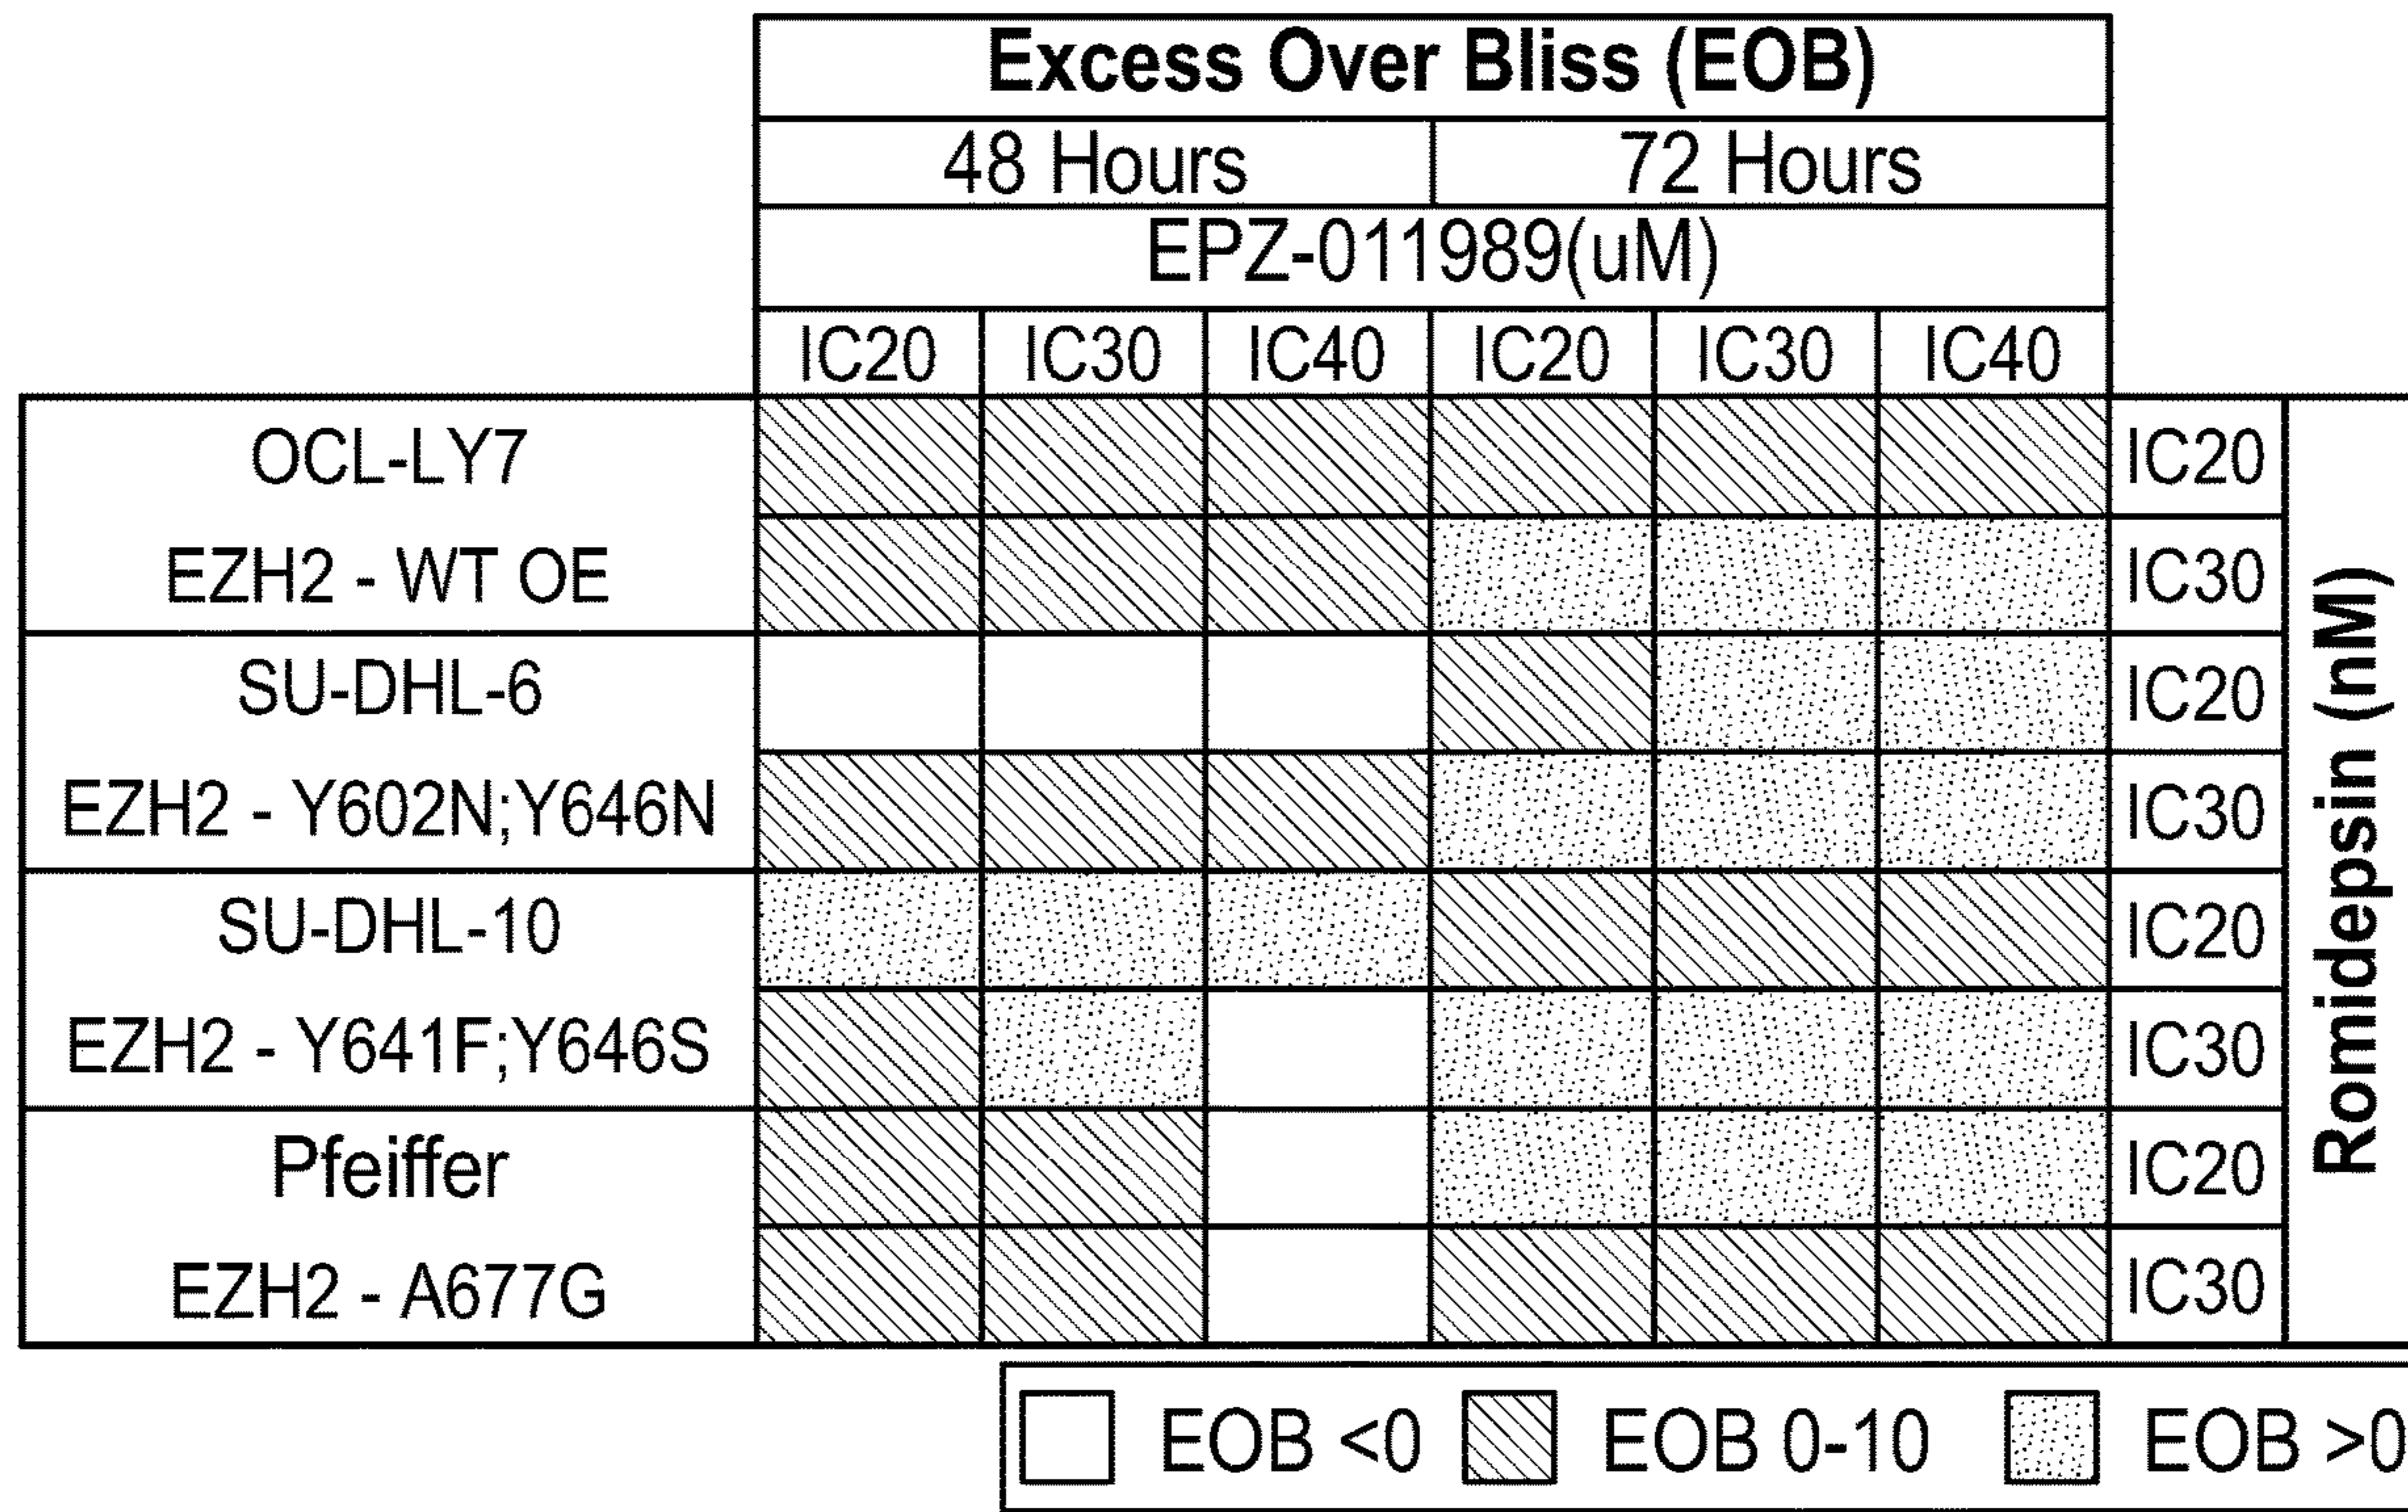 Excess Over Bliss (EOB)
48 Hours 72 Hours
EPZ-011989(uM)
IC20 IC30 IC40 IC20 IC30 IC40
OCL-LY7 IC20
EZH2 - WT OE IC30
SU-DHL-6 IC20
EZH2 - Y602N;Y646N IC30
SU-DHL-10 IC20
EZH2 - Y641F;Y646S IC30
Pfeiffer IC20
EZH2 - A677G IC30
Romidepsin (nM)
EOB <0 EOB 0-10 EOB >0